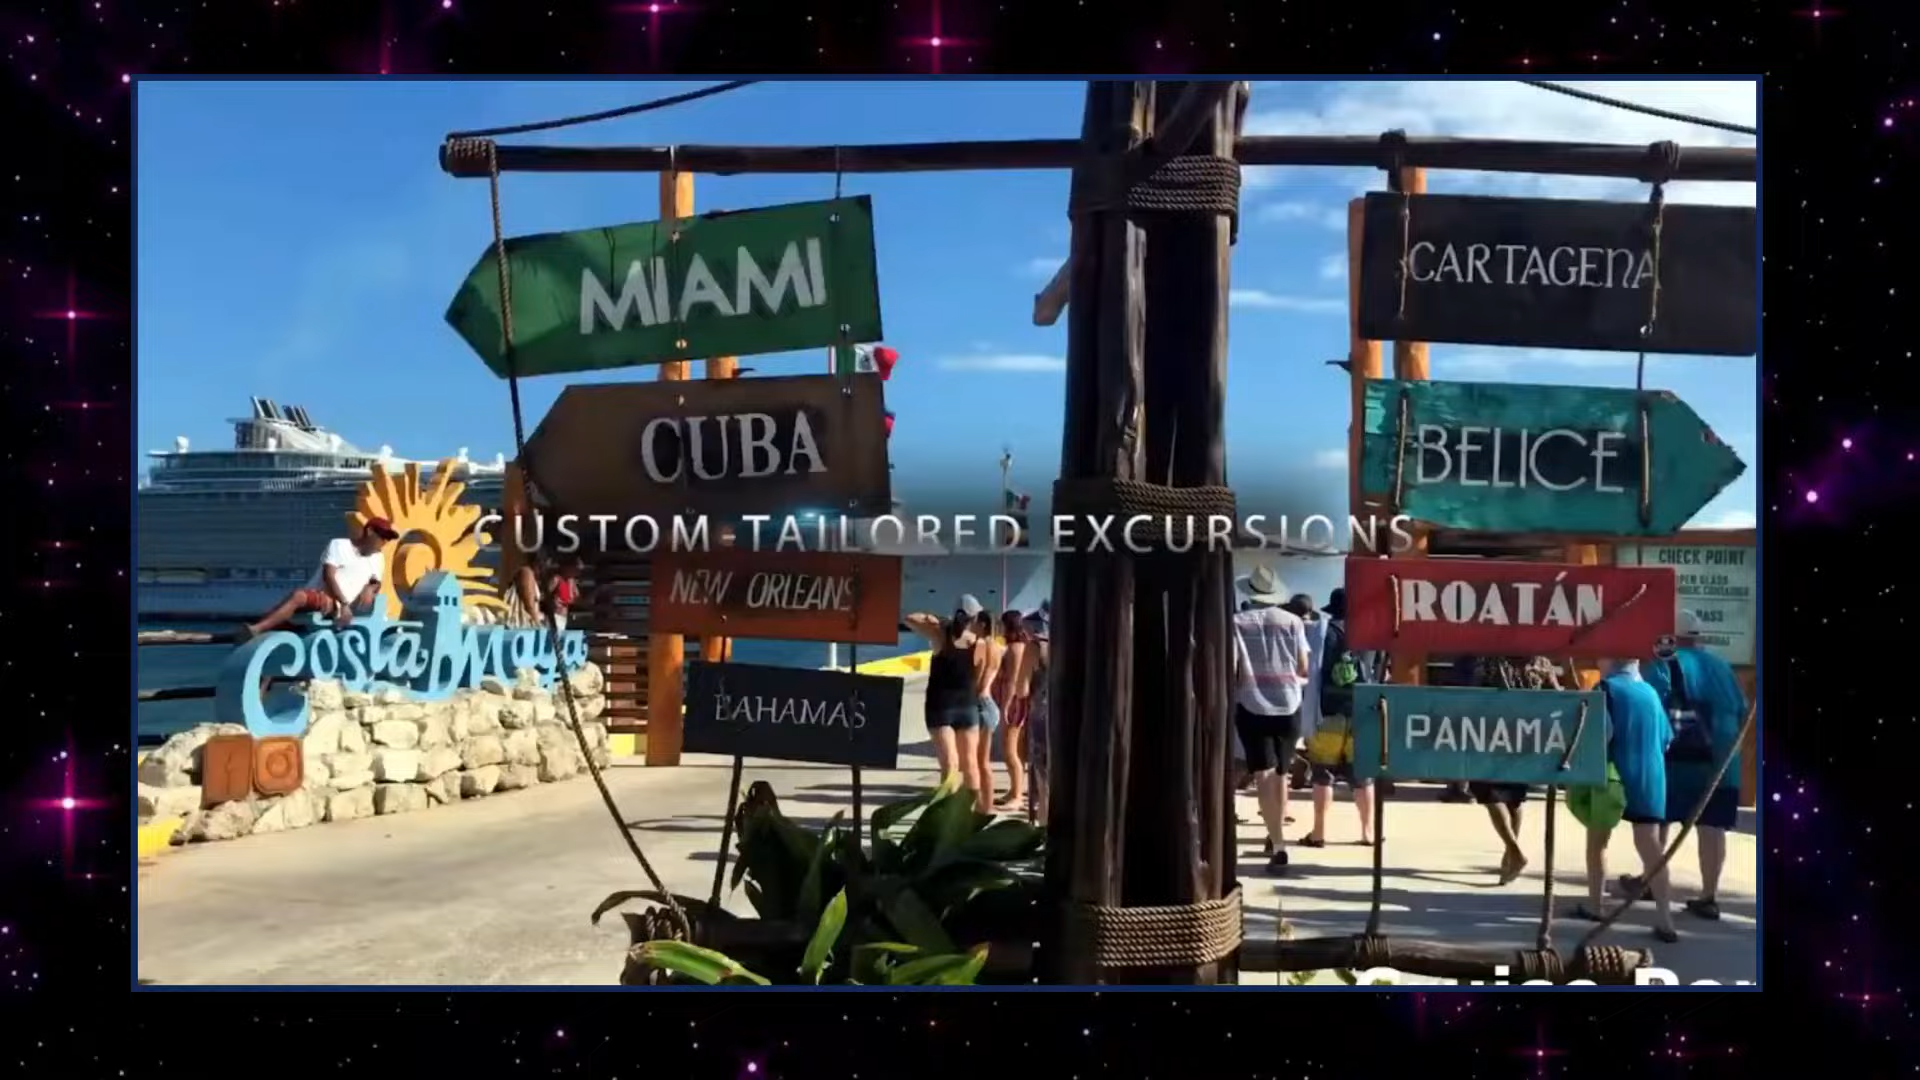 MIAMI
CARTAGENA
CUBA
BELICE
CUSTOM-TAILORED EXCURSIONS
CHECK POINT
NEW ORLEANS
ROATÁN
Costa Maya
BAHAMAS
PANAMÁ